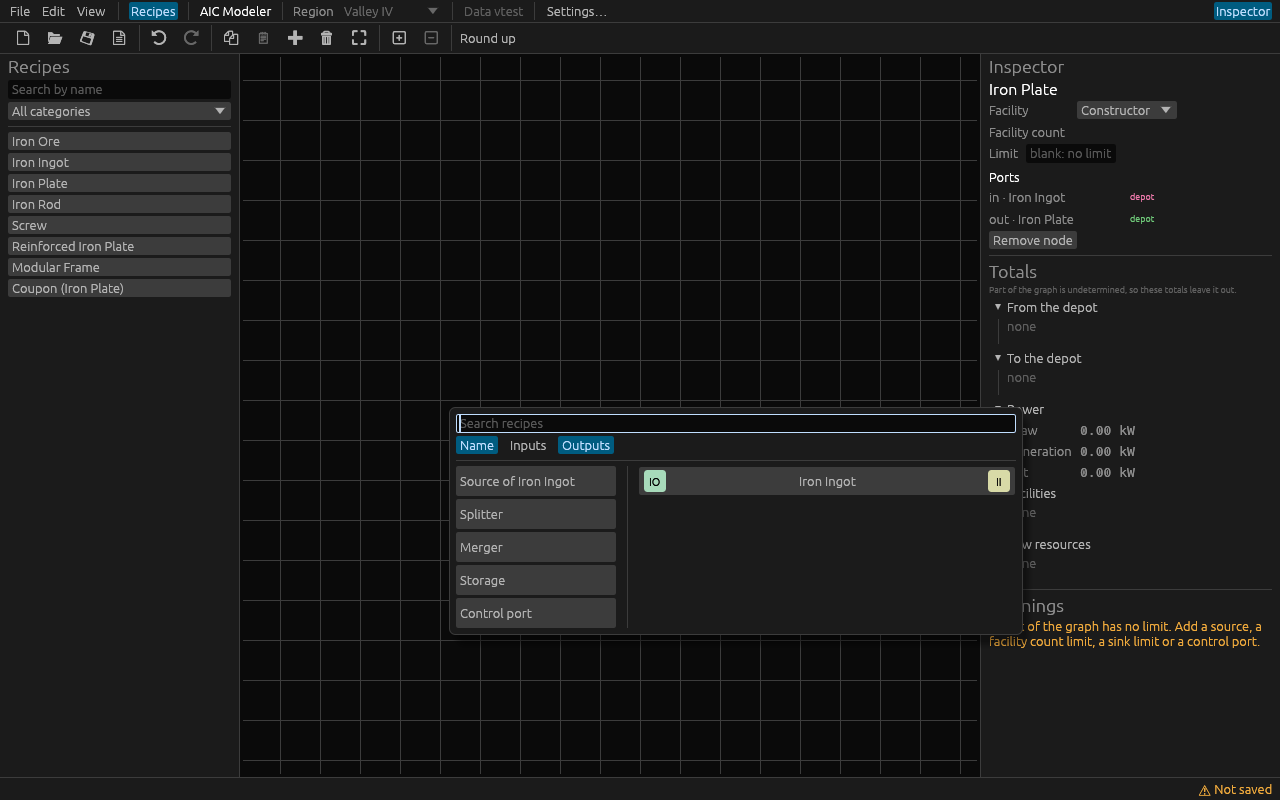 File Edit View Recipes AIC Modeler Region Valley IV Data vtest Settings... Inspector
Round up
Recipes
Search by name
All categories
Iron Ore
Iron Ingot
Iron Plate
Iron Rod
Screw
Reinforced Iron Plate
Modular Frame
Coupon (Iron Plate)
Search recipes
Name Inputs Outputs
Source of Iron Ingot
Splitter
Merger
Storage
Control port
IO Iron Ingot II
Inspector
Iron Plate
Facility Constructor
Facility count
Limit blank: no limit
Ports
in · Iron Ingot depot
out · Iron Plate depot
Remove node
Totals
Part of the graph is undetermined, so these totals leave it out.
From the depot
none
To the depot
none
0.00 kW
0.00 kW
0.00 kW
resources
of the graph has no limit. Add a source, a
facility count limit, a sink limit or a control port.
Not saved